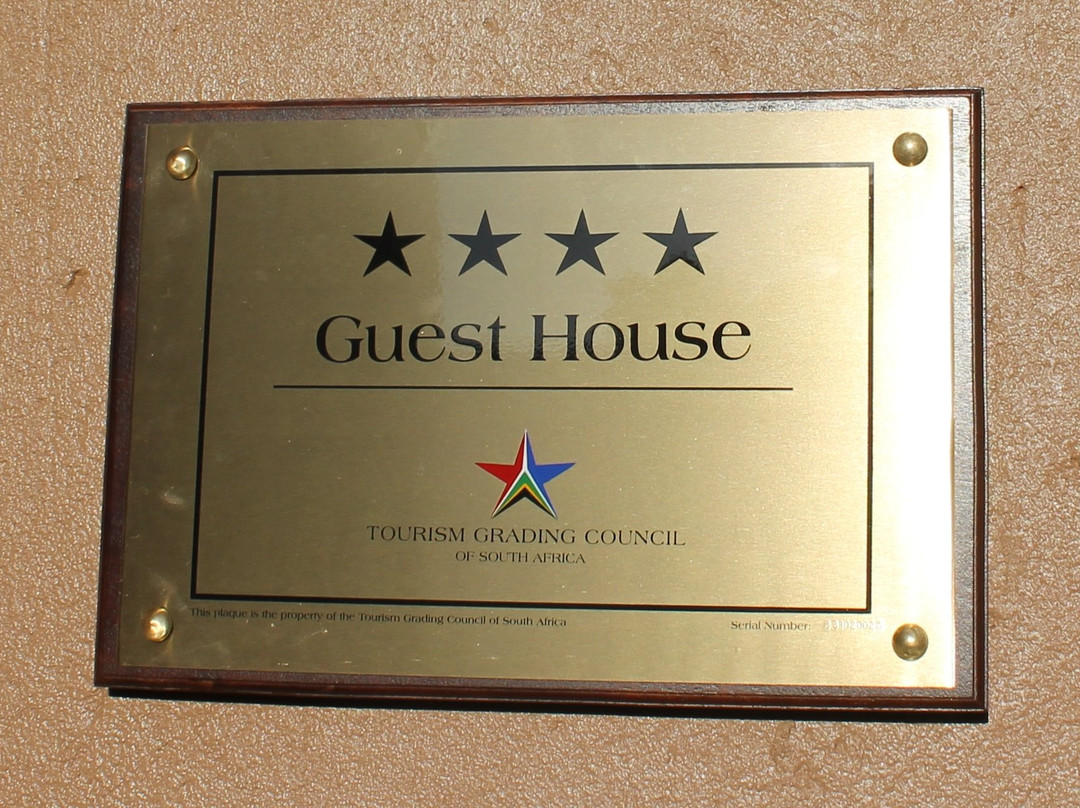 Guest House
TOURISM GRADING COUNCIL
OF SOUTH AFRICA
This plaque is the property of the Tourism Grading Council of South Africa
Serial Number: